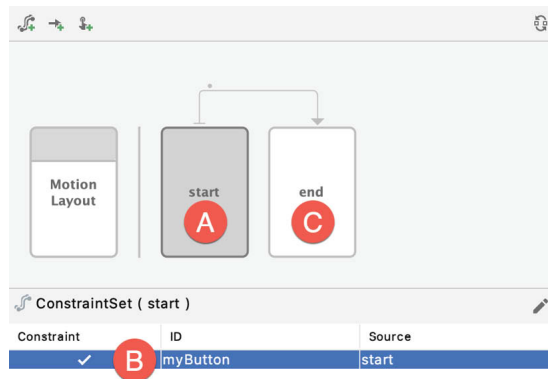 Motion
Layout
start
end
A
C
ConstraintSet ( start )
Constraint ID Source
B myButton start